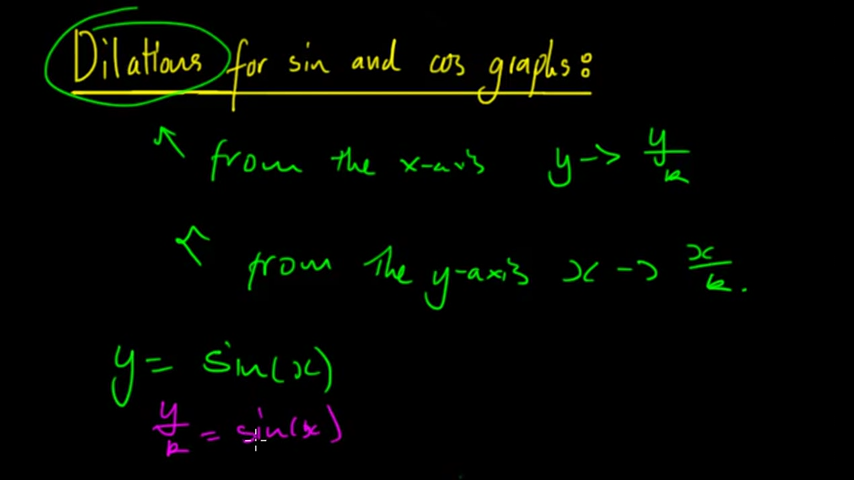 Dilations for sin and cos graphs:
from the x-axis y -> y/k
from the y-axis x -> x/k.
y = sin(x)
y/k = sin(x)